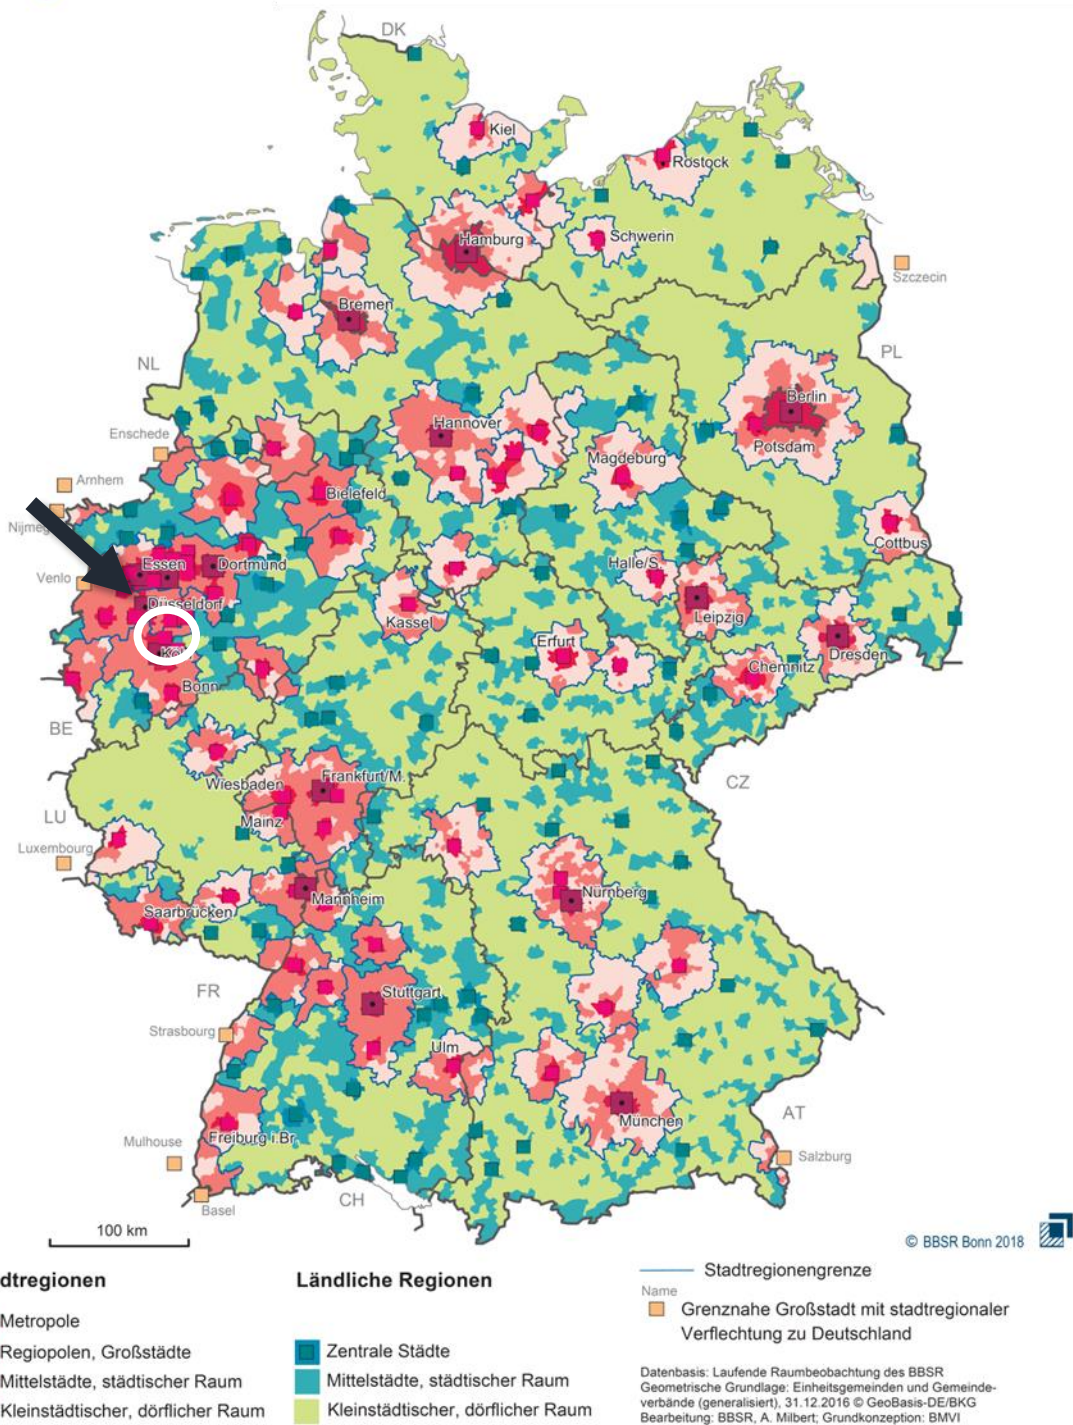 DK
Kiel
Rostock
Hamburg
Schwerin
Szczecin
Bremen
NL
PL
Berlin
Enschede
Hannover
Potsdam
Magdeburg
Arnhem
Bielefeld
Cottbus
Essen
Dortmund
Halle/S.
Venlo
Düsseldorf
Leipzig
Kassel
Erfurt
Dresden
Chemnitz
Bonn
BE
Frankfurt/M.
CZ
Wiesbaden
LU
Mainz
Luxembourg
Nürnberg
Mannheim
Saarbrücken
FR
Stuttgart
Strasbourg
Ulm
AT
München
Mulhouse
Freiburg i.Br.
Salzburg
CH
Basel
100 km
© BBSR Bonn 2018
dtregionen
Metropole
Regiopolen, Großstädte
Mittelstädte, städtischer Raum
Kleinstädtischer, dörflicher Raum
Ländliche Regionen
Zentrale Städte
Mittelstädte, städtischer Raum
Kleinstädtischer, dörflicher Raum
Stadtregionengrenze
Name
Grenznahe Großstadt mit stadtregionaler
Verflechtung zu Deutschland
Datenbasis: Laufende Raumbeobachtung des BBSR
Geometrische Grundlage: Einheitsgemeinden und Gemeinde-
verbände (generalisiert), 31.12.2016 © GeoBasis-DE/BKG
Bearbeitung: BBSR, A. Milbert; Grundkonzeption: BMVI